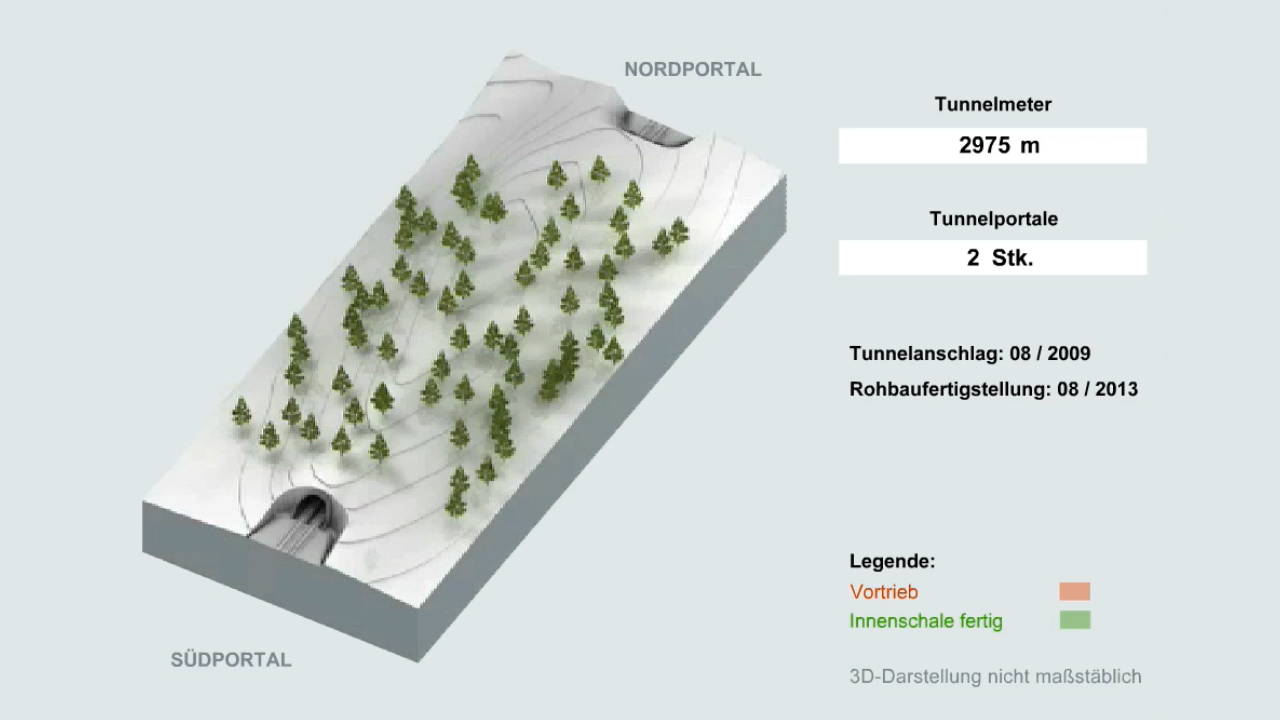 NORDPORTAL
SÜDPORTAL
Tunnelmeter
2975 m
Tunnelportale
2 Stk.
Tunnelanschlag: 08 / 2009
Rohbaufertigstellung: 08 / 2013
Legende:
Vortrieb
Innenschale fertig
3D-Darstellung nicht maßstäblich